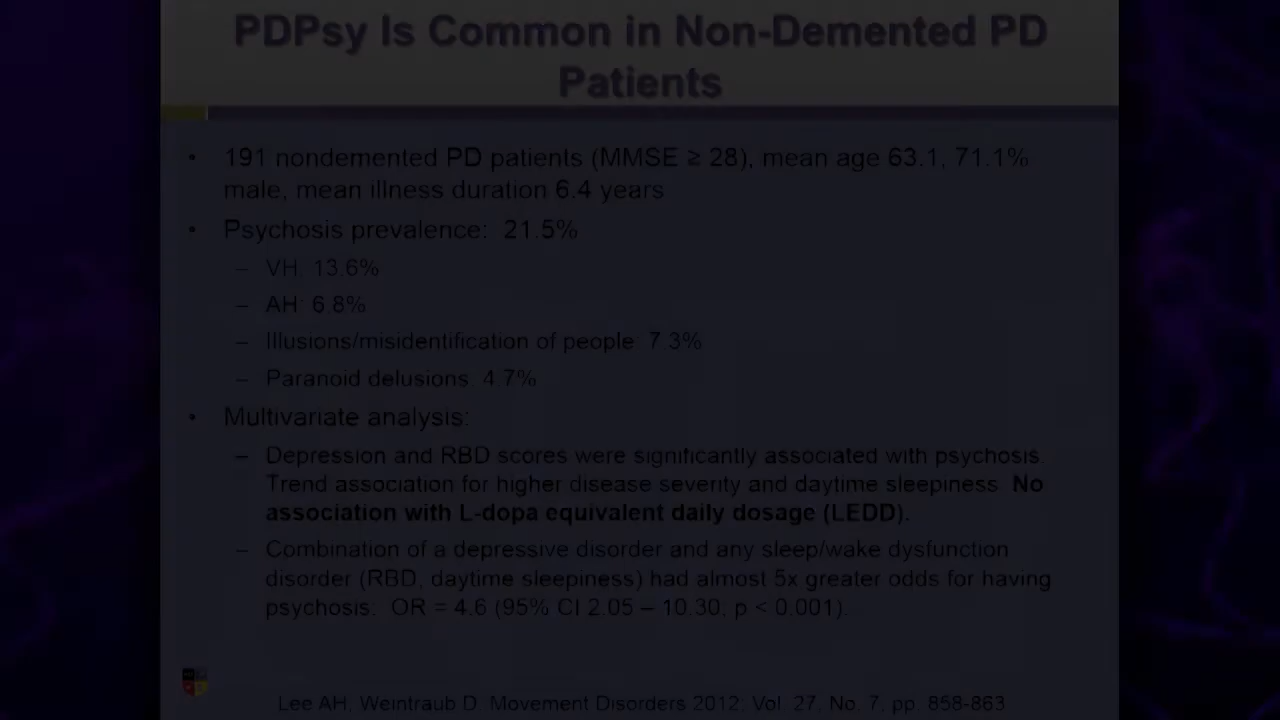 PDPsy Is Common in Non-Demented PD
Patients
• 191 nondemented PD patients (MMSE ≥ 28), mean age 63.1, 71.1%
male, mean illness duration 6.4 years
• Psychosis prevalence: 21.5%
– VH: 13.6%
– AH: 6.8%
– Illusions/misidentification of people: 7.3%
– Paranoid delusions: 4.7%
• Multivariate analysis:
– Depression and RBD scores were significantly associated with psychosis.
Trend association for higher disease severity and daytime sleepiness. No
association with L-dopa equivalent daily dosage (LEDD).
– Combination of a depressive disorder and any sleep/wake dysfunction
disorder (RBD, daytime sleepiness) had almost 5x greater odds for having
psychosis: OR = 4.6 (95% CI 2.05 – 10.30; p < 0.001).
Lee AH, Weintraub D. Movement Disorders 2012; Vol. 27, No. 7, pp. 858-863